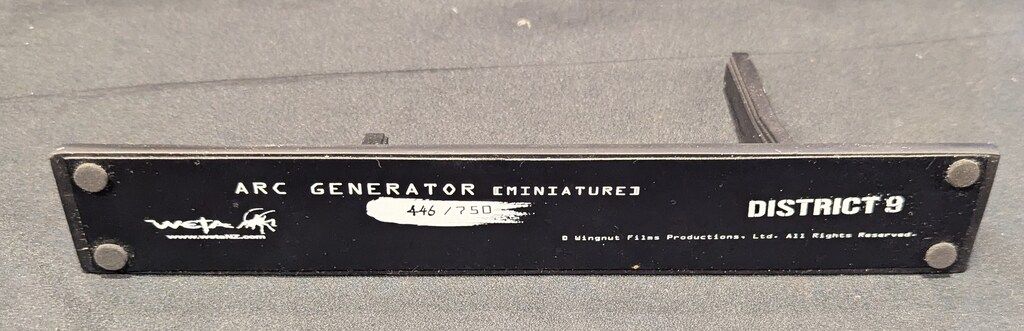 ARC GENERATOR [MINIATURE]
446/750
WETA
www.wetaNZ.com
DISTRICT 9
© Wingnut Films Productions, Ltd. All Rights Reserved.